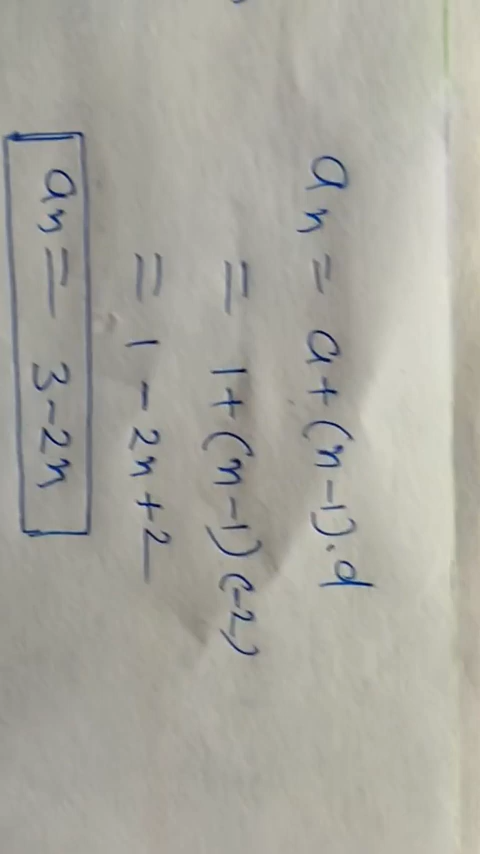 an = a+(n-1).d
= 1+(n-1)(-2)
= 1 - 2n+2
an = 3-2n